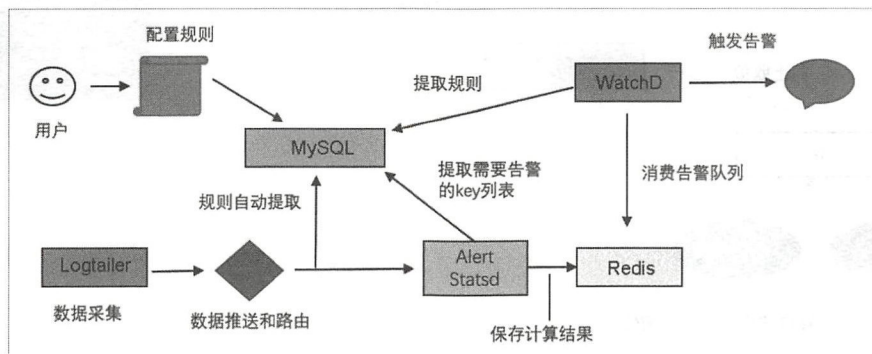 配置规则
触发告警
提取规则
WatchD
用户
MySQL
提取需要告警
的key列表
消费告警队列
规则自动提取
Logtailer
Alert
Statsd
Redis
数据采集
数据推送和路由
保存计算结果